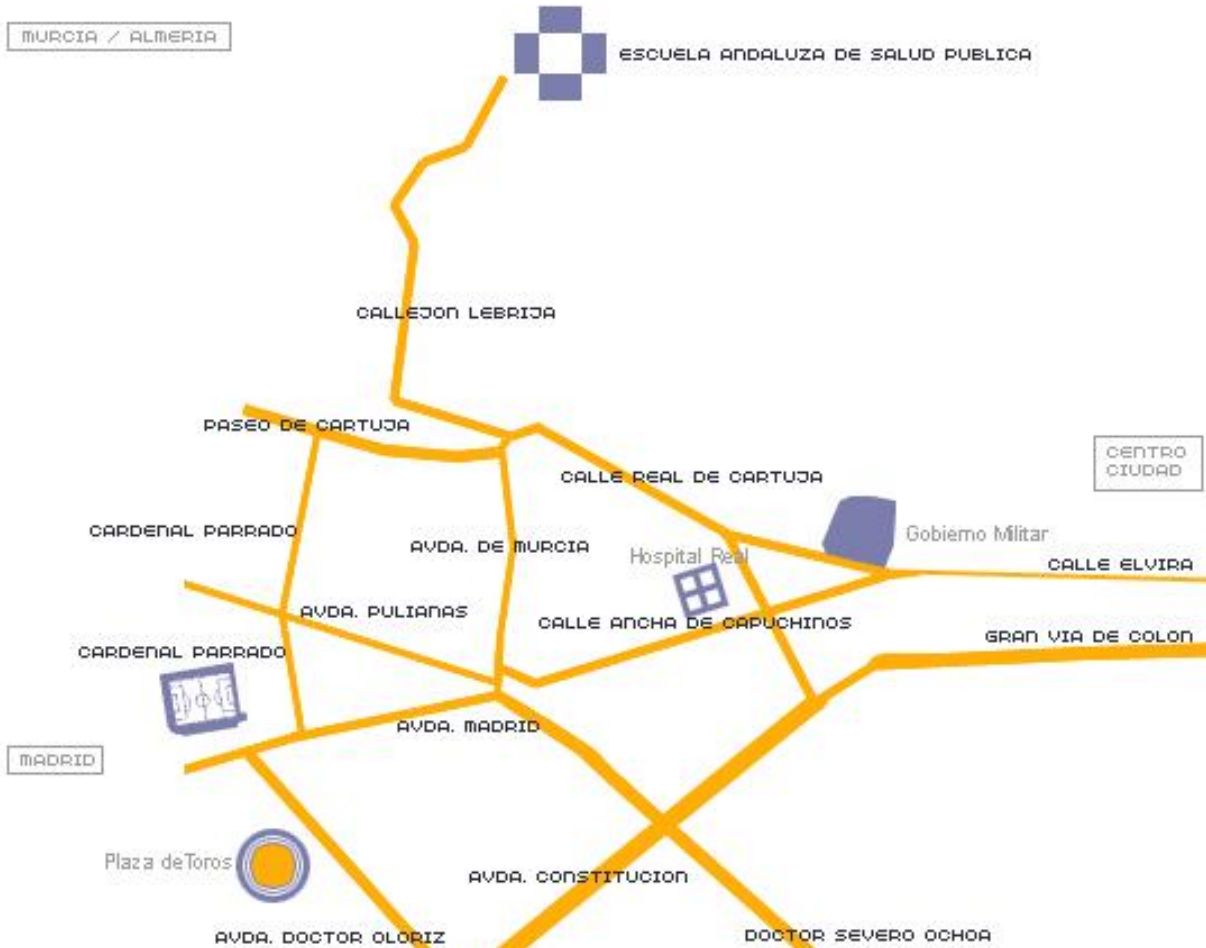 MURCIA / ALMERIA
ESCUELA ANDALUZA DE SALUD PUBLICA
CALLEJON LEBRIJA
PASEO DE CARTUJA
CENTRO
CIUDAD
CALLE REAL DE CARTUJA
CARDENAL PARRADO
Gobierno Militar
AVDA. DE MURCIA
Hospital Real
CALLE ELVIRA
AVDA. PULIANAS
CALLE ANCHA DE CAPUCHINOS
GRAN VIA DE COLON
CARDENAL PARRADO
AVDA. MADRID
MADRID
Plaza de Toros
AVDA. CONSTITUCION
AVDA. DOCTOR OLORIZ
DOCTOR SEVERO OCHOA